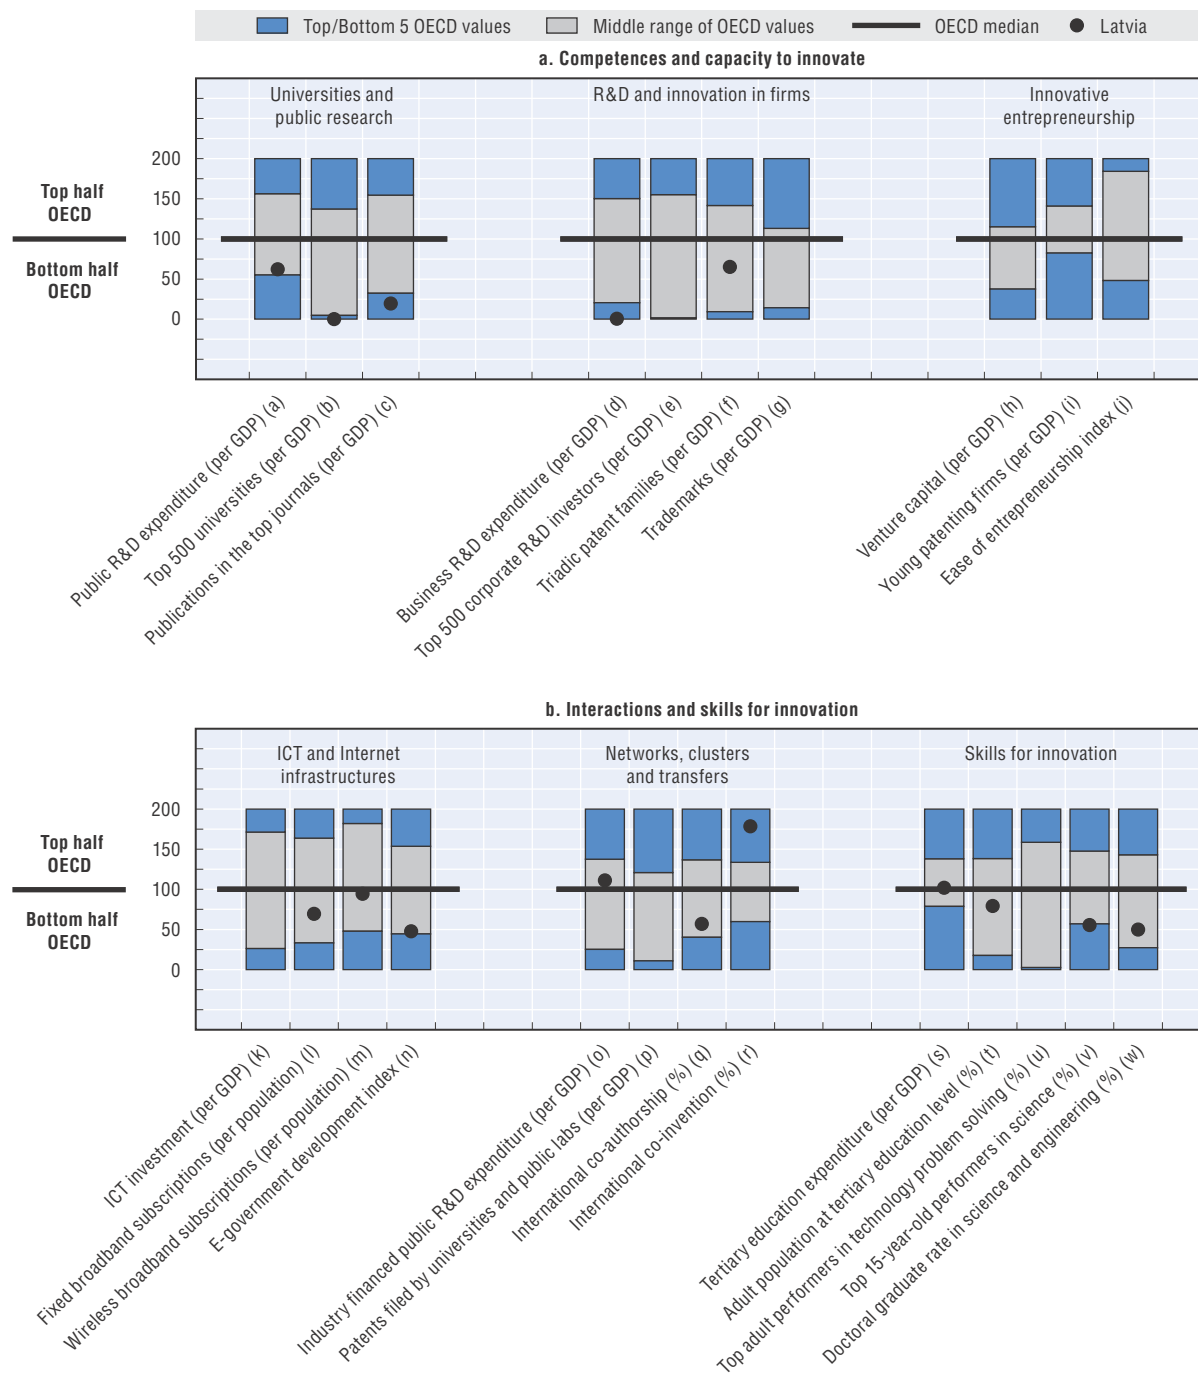 Top/Bottom 5 OECD values Middle range of OECD values OECD median Latvia
a. Competences and capacity to innovate
Universities and
public research
R&D and innovation in firms
Innovative
entrepreneurship
200
150
100
50
0
Top half
OECD
Bottom half
OECD
Public R&D expenditure (per GDP) (a)
Top 500 universities (per GDP) (b)
Publications in the top journals (per GDP) (c)
Business R&D expenditure (per GDP) (d)
Top 500 corporate R&D investors (per GDP) (e)
Triadic patent families (per GDP) (f)
Trademarks (per GDP) (g)
Venture capital (per GDP) (h)
Young patenting firms (per GDP) (i)
Ease of entrepreneurship index (j)
b. Interactions and skills for innovation
ICT and Internet
infrastructures
Networks, clusters
and transfers
Skills for innovation
200
150
100
50
0
Top half
OECD
Bottom half
OECD
ICT investment (per GDP) (k)
Fixed broadband subscriptions (per population) (l)
Wireless broadband subscriptions (per population) (m)
E-government development index (n)
Industry financed public R&D expenditure (per GDP) (o)
Patents filed by universities and public labs (per GDP) (p)
International co-authorship (%) (q)
International co-invention (%) (r)
Tertiary education expenditure (per GDP) (s)
Adult population at tertiary education level (%) (t)
Top adult performers in technology problem solving (%) (u)
Top 15-year-old performers in science (%) (v)
Doctoral graduate rate in science and engineering (%) (w)